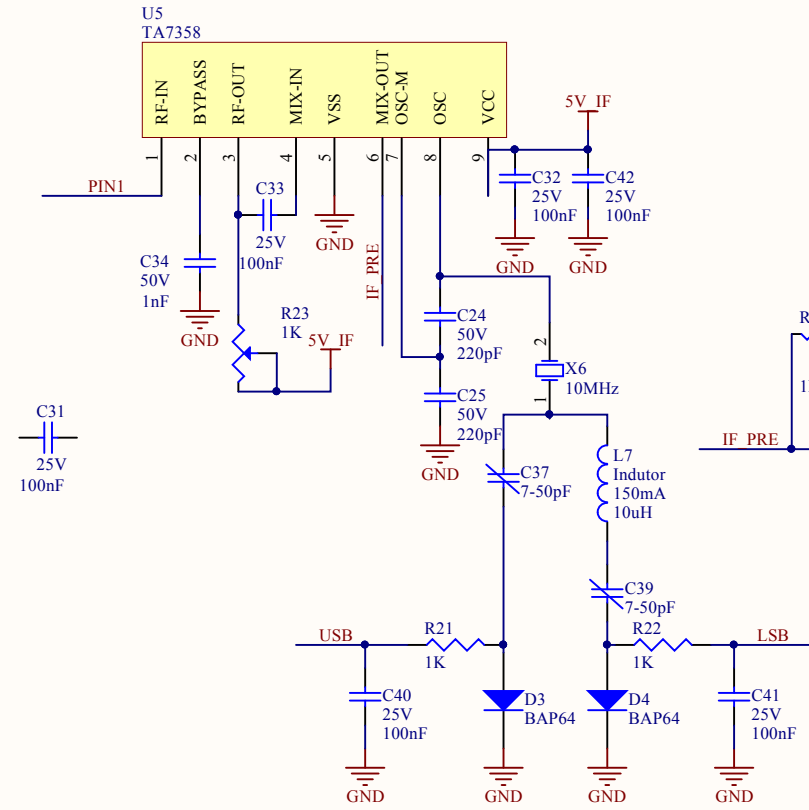 U5
TA7358
RF-IN
BYPASS
RF-OUT
MIX-IN
VSS
MIX-OUT
OSC-M
OSC
VCC
1
2
3
4
5
6
7
8
9
5V_IF
PIN1
C33
25V
100nF
GND
C32
25V
100nF
GND
C42
25V
100nF
GND
C34
50V
1nF
GND
IF_PRE
R23
1K
5V_IF
C24
50V
220pF
2
X6
10MHz
1
C25
50V
220pF
GND
C31
25V
100nF
R
1
IF_PRE
C37
7-50pF
L7
Indutor
150mA
10uH
C39
7-50pF
USB
R21
1K
R22
1K
LSB
C40
25V
100nF
GND
D3
BAP64
GND
D4
BAP64
GND
C41
25V
100nF
GND